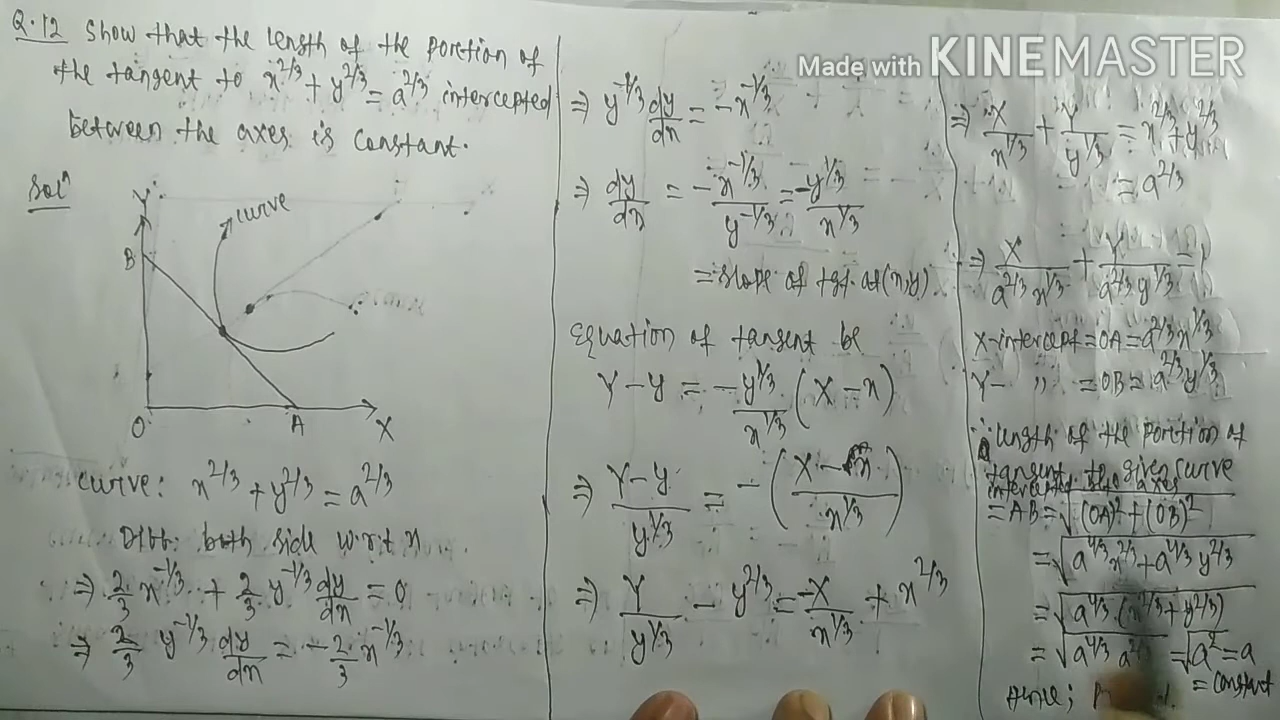 Q.12 Show that the length of the portion of
the tangent to x^2/3 + y^2/3 = a^2/3 intercepted
between the axes is constant.
Solⁿ
Y
curve
B
O
A
X
curve: x^2/3 + y^2/3 = a^2/3
Diff. both side w.r.t x
⇒ 2/3 x^-1/3 + 2/3 y^-1/3 dy/dx = 0
⇒ 2/3 y^-1/3 dy/dx = -2/3 x^-1/3
⇒ y^-1/3 dy/dx = -x^-1/3
⇒ dy/dx = -x^-1/3/y^-1/3 = -y^1/3/x^1/3
= slope of tgt. at (x,y).
Equation of tangent be
Y-y = -y^1/3/x^1/3 (X-x)
⇒ Y-y/y^1/3 = -(X-x/x^1/3)
⇒ Y/y^1/3 - y^2/3 = -X/x^1/3 + x^2/3
Made with KINEMASTER
⇒ X/x^1/3 + Y/y^1/3 = x^2/3 + y^2/3
= a^2/3
⇒ X/a^2/3 x^1/3 + Y/a^2/3 y^1/3 = 1
X-intercept = OA = a^2/3 x^1/3
Y- " = OB = a^2/3 y^1/3
∴ length of the portion of
tangent to given curve
intercepted axes
= AB = √(OA)² + (OB)²
= √a^4/3 x^2/3 + a^4/3 y^2/3
= √a^4/3 (x^2/3 + y^2/3)
= √a^4/3 a^2/3 = √a² = a
= constant
Hence;